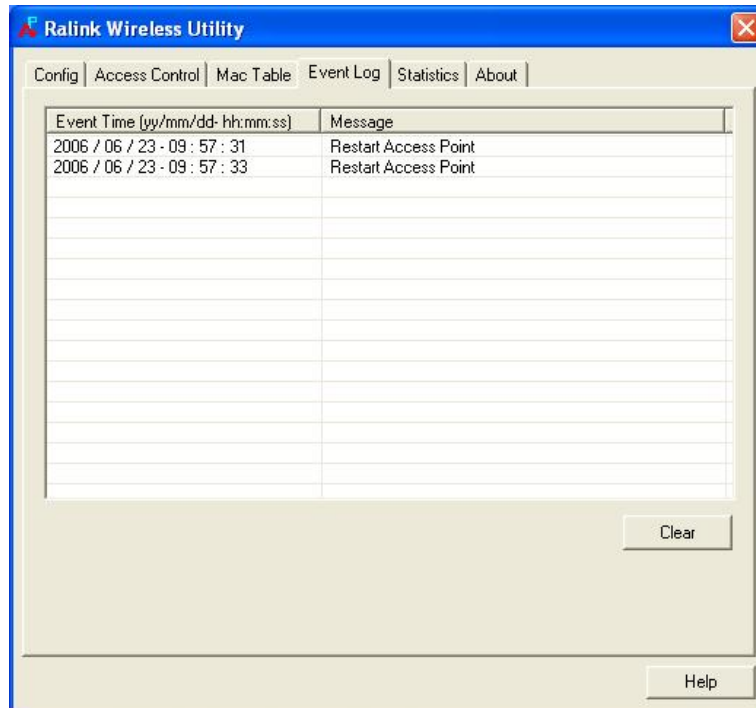 Ralink Wireless Utility
Config Access Control Mac Table Event Log Statistics About
Event Time (yy/mm/dd- hh:mm:ss) Message
2006 / 06 / 23 - 09 : 57 : 31 Restart Access Point
2006 / 06 / 23 - 09 : 57 : 33 Restart Access Point
Clear
Help